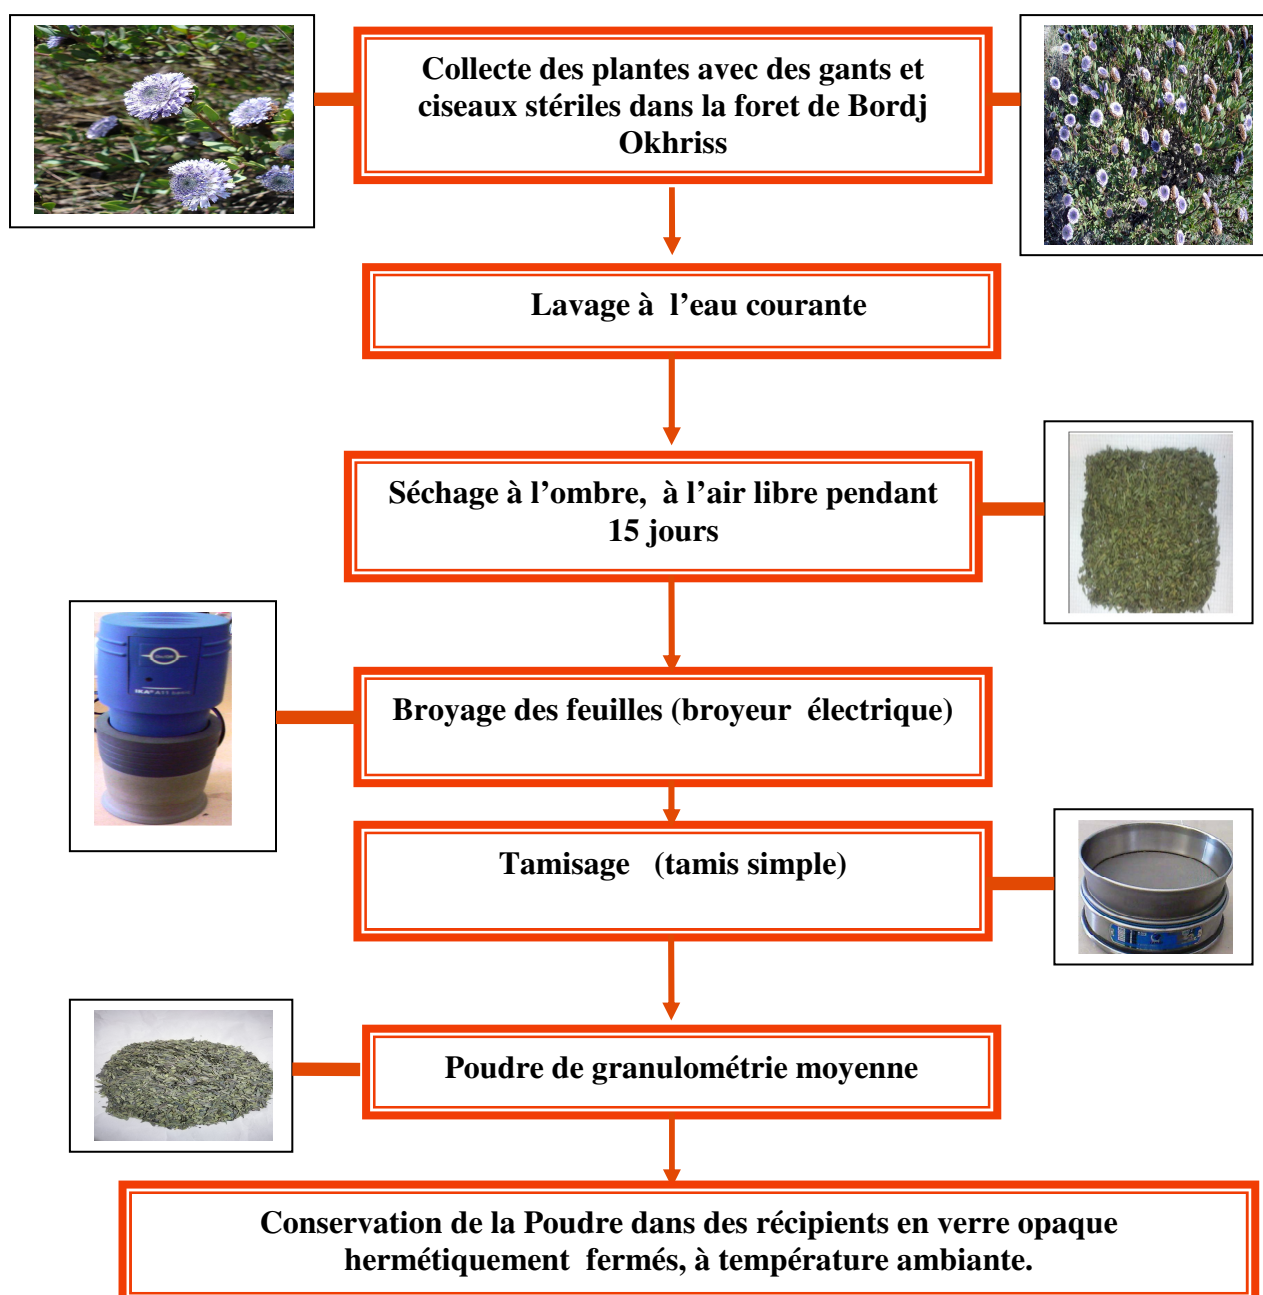 Collecte des plantes avec des gants et
ciseaux stériles dans la foret de Bordj
Okhriss
Lavage à l’eau courante
Séchage à l’ombre, à l’air libre pendant
15 jours
Broyage des feuilles (broyeur électrique)
Tamisage (tamis simple)
Poudre de granulométrie moyenne
Conservation de la Poudre dans des récipients en verre opaque
hermétiquement fermés, à température ambiante.